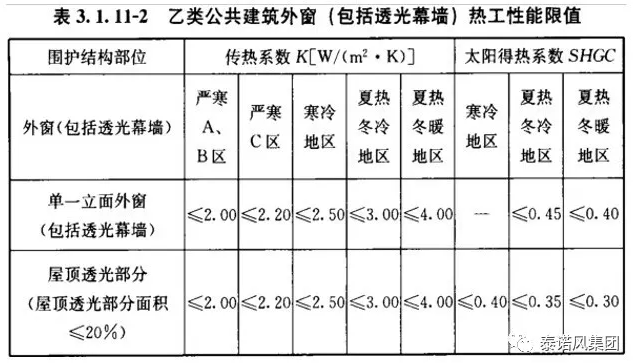 表 3.1.11-2 乙类公共建筑外窗（包括透光幕墙）热工性能限值
围护结构部位 传热系数 K[W/(m²·K)] 太阳得热系数 SHGC
外窗(包括透光幕墙) 严寒A、B区 严寒C区 寒冷地区 夏热冬冷地区 夏热冬暖地区 寒冷地区 夏热冬冷地区 夏热冬暖地区
单一立面外窗
(包括透光幕墙) ≤2.00 ≤2.20 ≤2.50 ≤3.00 ≤4.00 — ≤0.45 ≤0.40
屋顶透光部分
(屋顶透光部分面积
≤20%) ≤2.00 ≤2.20 ≤2.50 ≤3.00 ≤4.00 ≤0.40 ≤0.35 ≤0.30
泰诺风集团